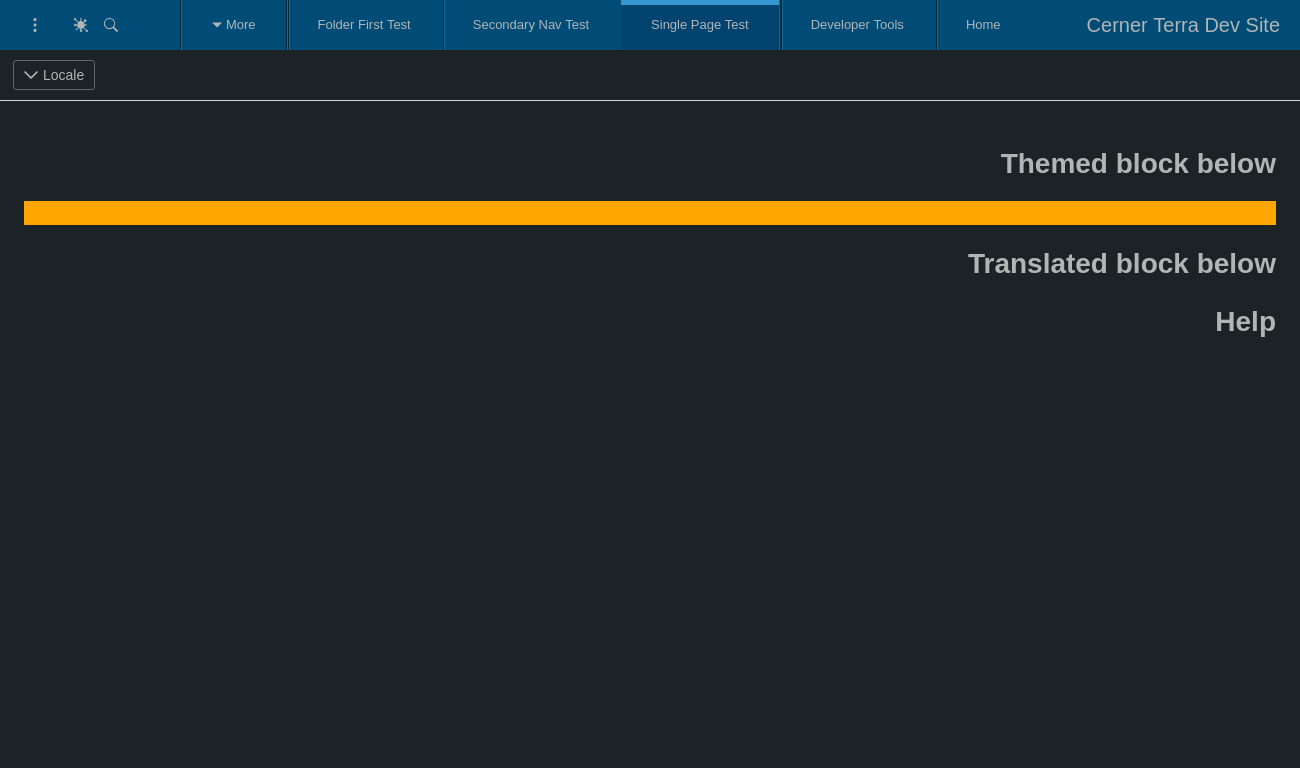 More
Folder First Test
Secondary Nav Test
Single Page Test
Developer Tools
Home
Cerner Terra Dev Site
Locale
Themed block below
Translated block below
Help